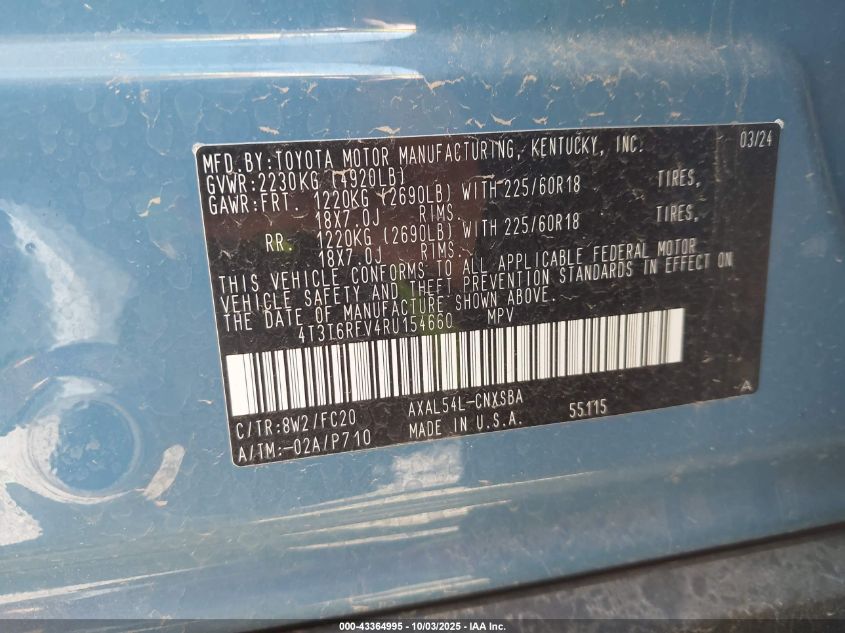 MFD.BY:TOYOTA MOTOR MANUFACTURING, KENTUCKY, INC. 03/24
GVWR:2230KG (4920LB)
GAWR:FRT. 1220KG (2690LB) WITH 225/60R18 TIRES,
18X7.0J RIMS.
RR. 1220KG (2690LB) WITH 225/60R18 TIRES,
18X7.0J RIMS.
THIS VEHICLE CONFORMS TO ALL APPLICABLE FEDERAL MOTOR
VEHICLE SAFETY AND THEFT PREVENTION STANDARDS IN EFFECT ON
THE DATE OF MANUFACTURE SHOWN ABOVE.
4T3T6RFV4RU154660 MPV
C/TR:8W2/FC20 AXAL54L-CNXSBA 55115 A
A/TM:-02A/P710 MADE IN U.S.A.
000-43364995 - 10/03/2025 - IAA Inc.